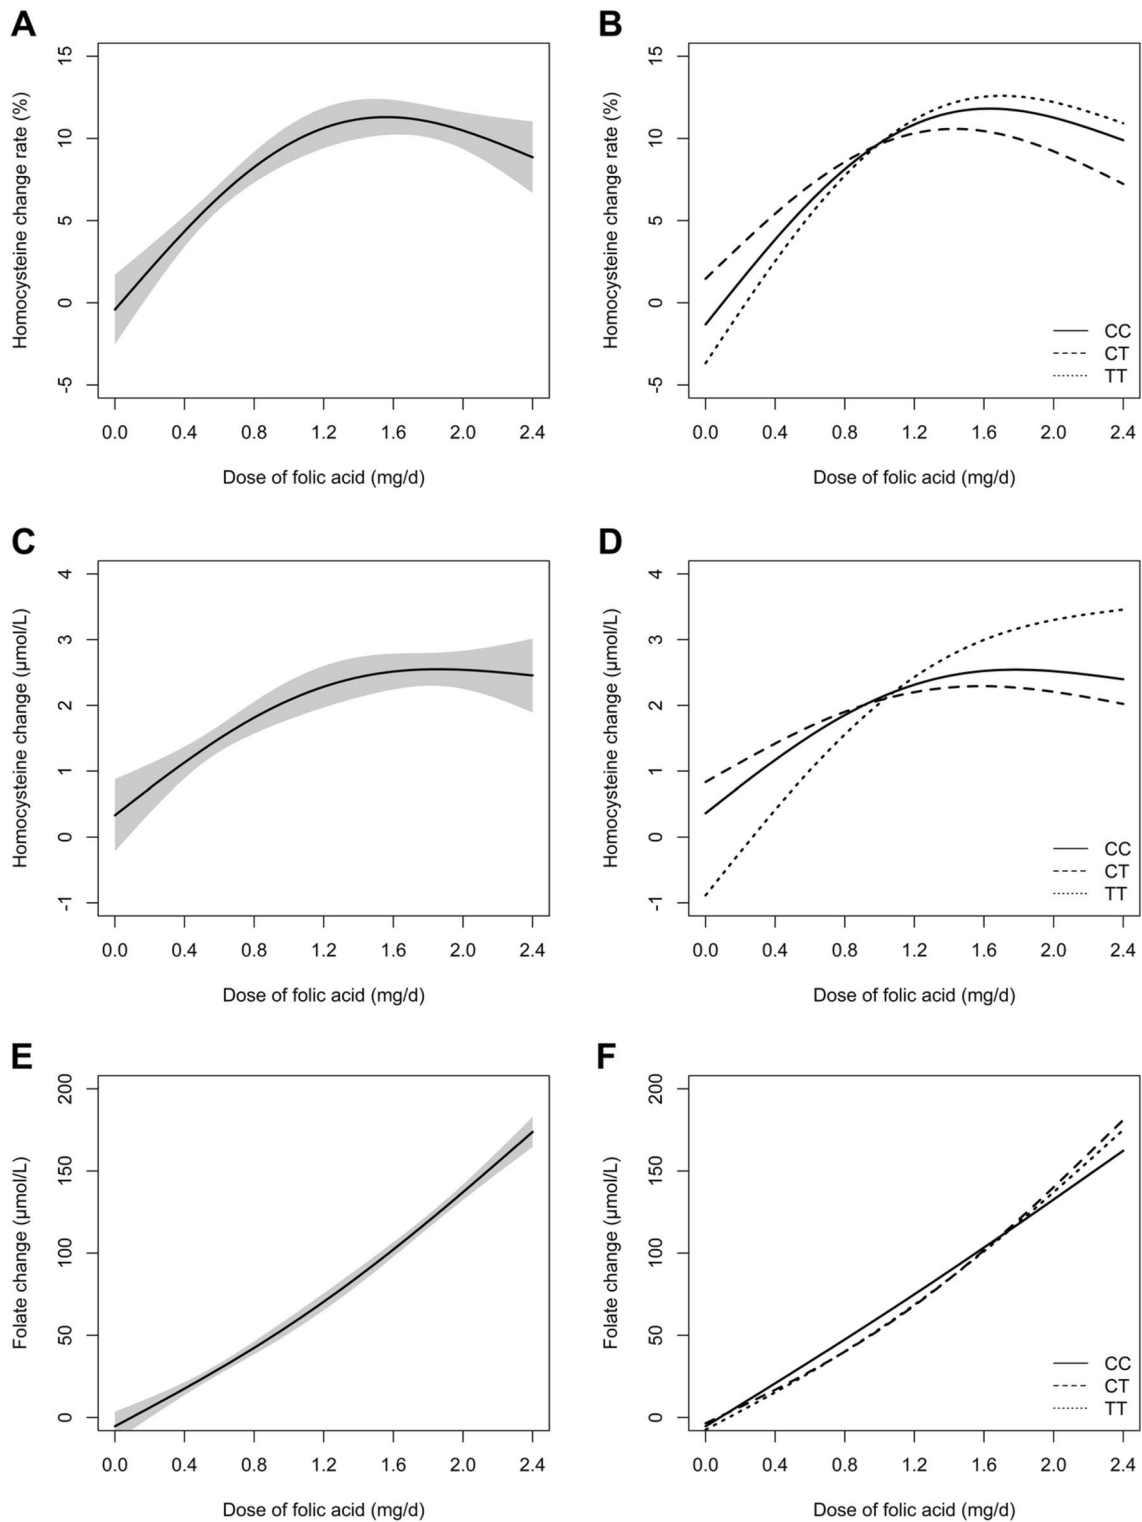 A
Homocysteine change rate (%)
15
10
5
0
-5
0.0 0.4 0.8 1.2 1.6 2.0 2.4
Dose of folic acid (mg/d)
B
Homocysteine change rate (%)
15
10
5
0
-5
CC
CT
TT
0.0 0.4 0.8 1.2 1.6 2.0 2.4
Dose of folic acid (mg/d)
C
Homocysteine change (μmol/L)
4
3
2
1
0
-1
0.0 0.4 0.8 1.2 1.6 2.0 2.4
Dose of folic acid (mg/d)
D
Homocysteine change (μmol/L)
4
3
2
1
0
-1
CC
CT
TT
0.0 0.4 0.8 1.2 1.6 2.0 2.4
Dose of folic acid (mg/d)
E
Folate change (μmol/L)
200
150
100
50
0
0.0 0.4 0.8 1.2 1.6 2.0 2.4
Dose of folic acid (mg/d)
F
Folate change (μmol/L)
200
150
100
50
0
CC
CT
TT
0.0 0.4 0.8 1.2 1.6 2.0 2.4
Dose of folic acid (mg/d)